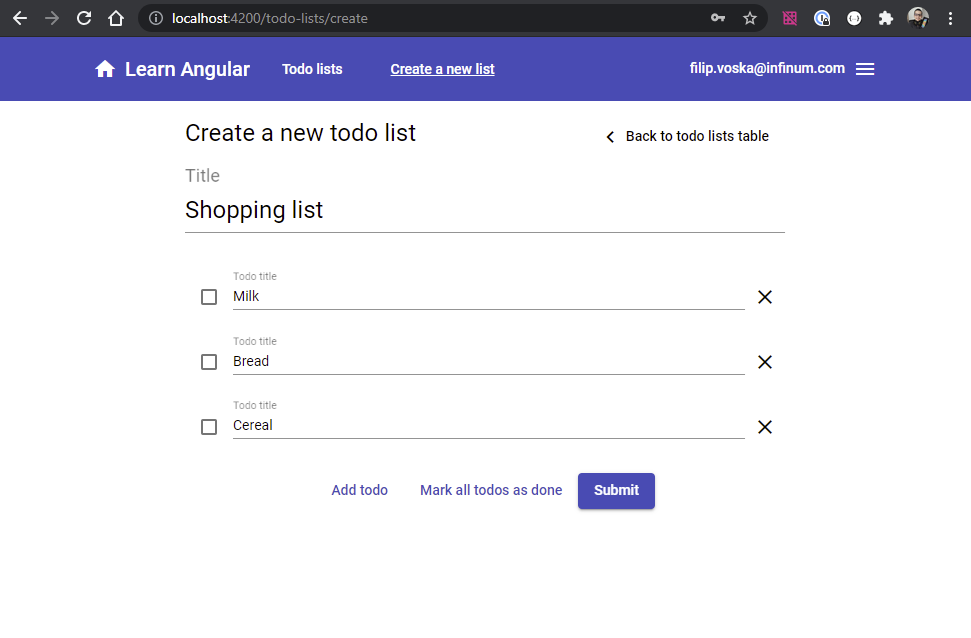 localhost:4200/todo-lists/create
Learn Angular Todo lists Create a new list filip.voska@infinum.com
Create a new todo list Back to todo lists table
Title
Shopping list
Todo title
Milk
Todo title
Bread
Todo title
Cereal
Add todo Mark all todos as done Submit